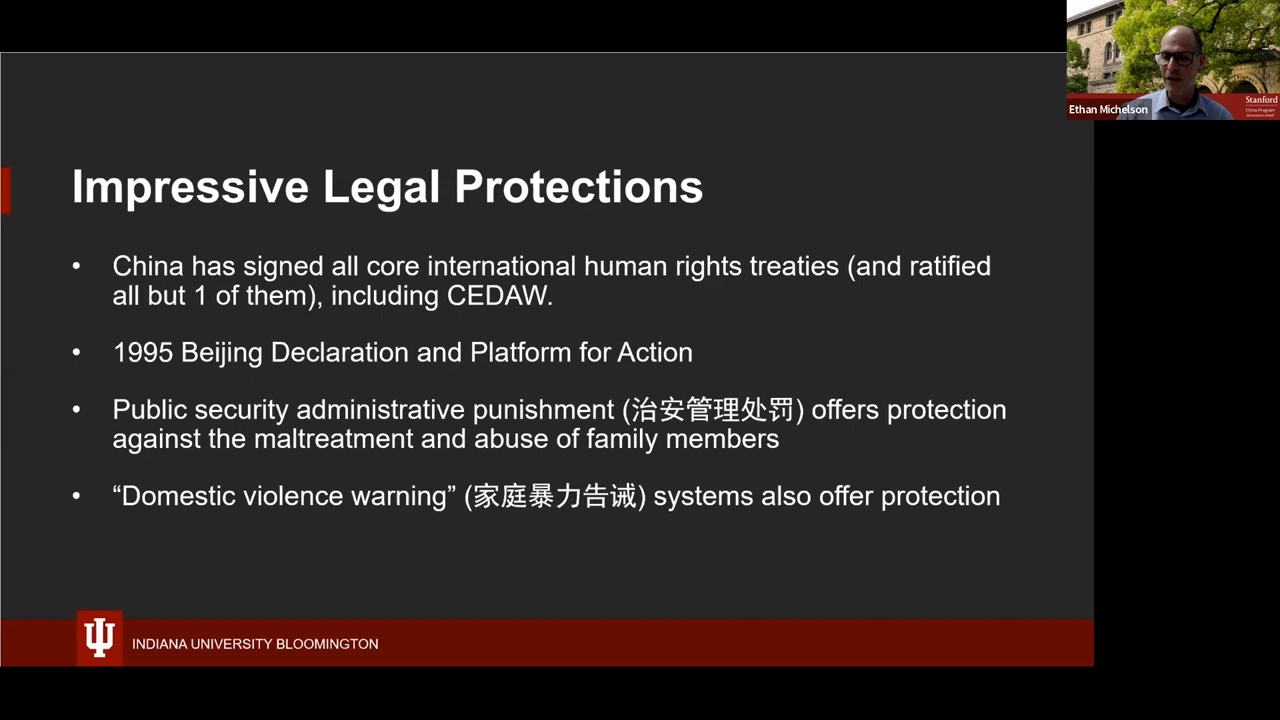 Impressive Legal Protections
• China has signed all core international human rights treaties (and ratified
all but 1 of them), including CEDAW.
• 1995 Beijing Declaration and Platform for Action
• Public security administrative punishment (治安管理处罚) offers protection
against the maltreatment and abuse of family members
• “Domestic violence warning” (家庭暴力告诫) systems also offer protection
INDIANA UNIVERSITY BLOOMINGTON
Ethan Michelson
Stanford
China Program